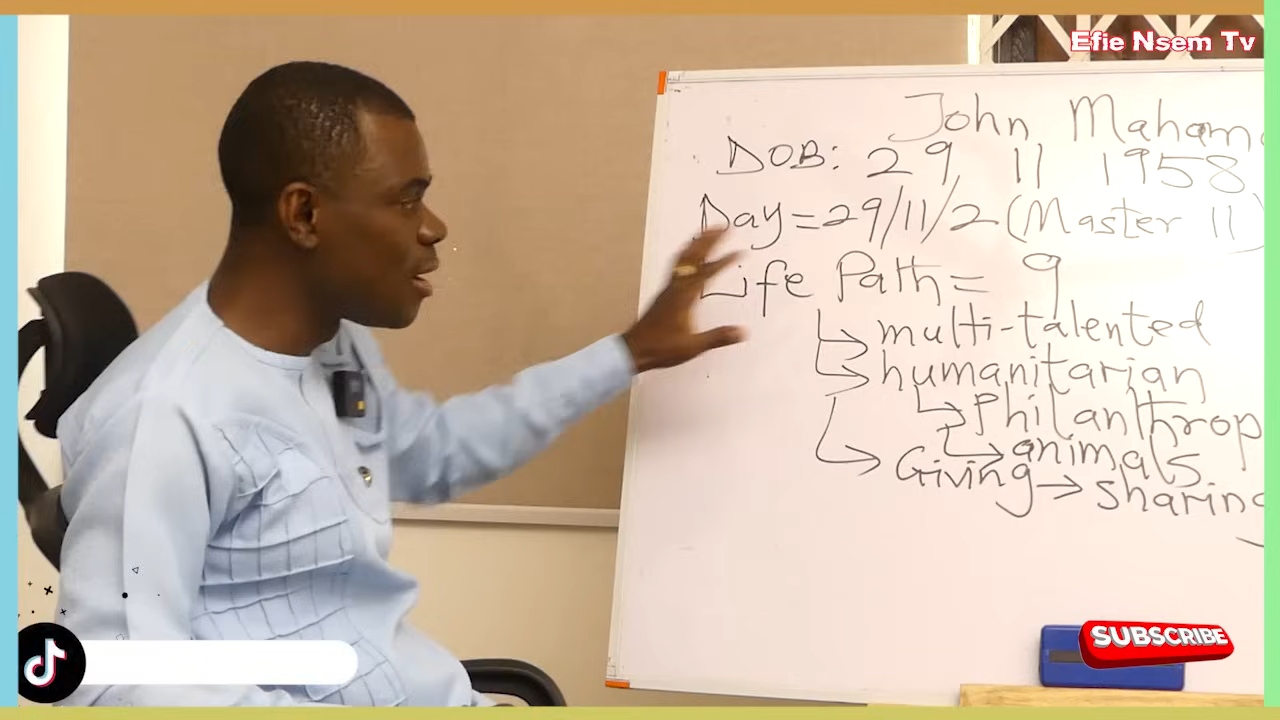 Efie Nsem Tv
John Mahama
DOB: 29 11 1958
Day = 29/11/2 (Master 11)
Life Path = 9
multi-talented
humanitarian
philanthrop
animals
Giving → sharing
SUBSCRIBE